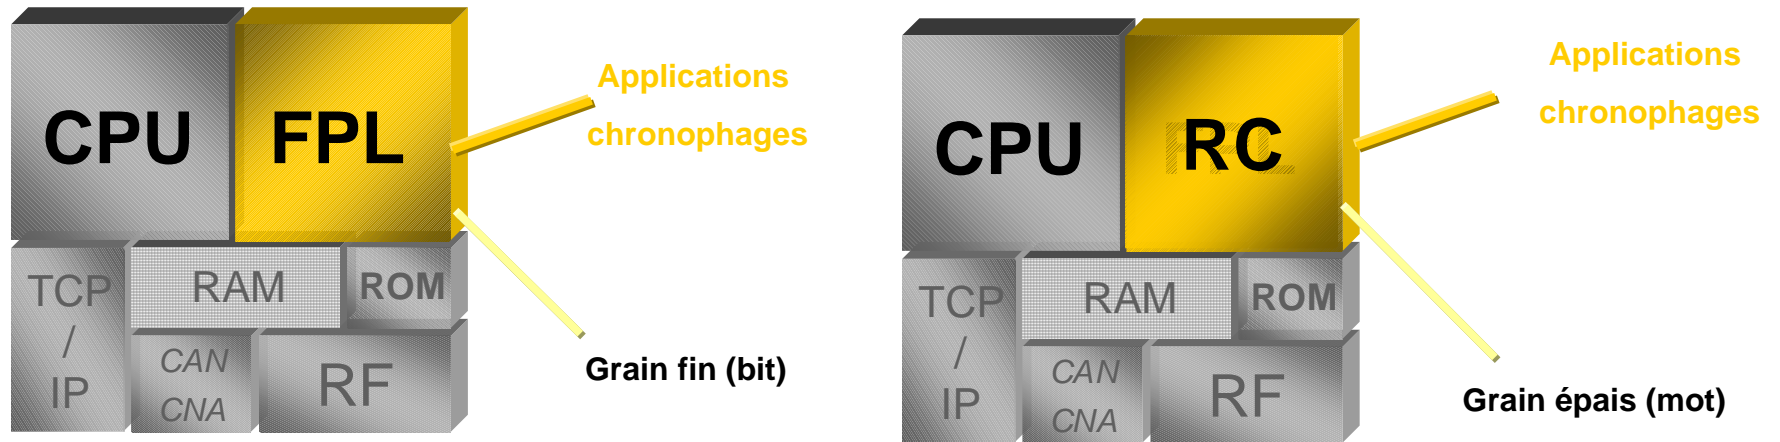 CPU
FPL
Applications
chronophages
TCP
/
IP
RAM
ROM
CAN
CNA
RF
Grain fin (bit)
CPU
RC
Applications
chronophages
TCP
/
IP
RAM
ROM
CAN
CNA
RF
Grain épais (mot)